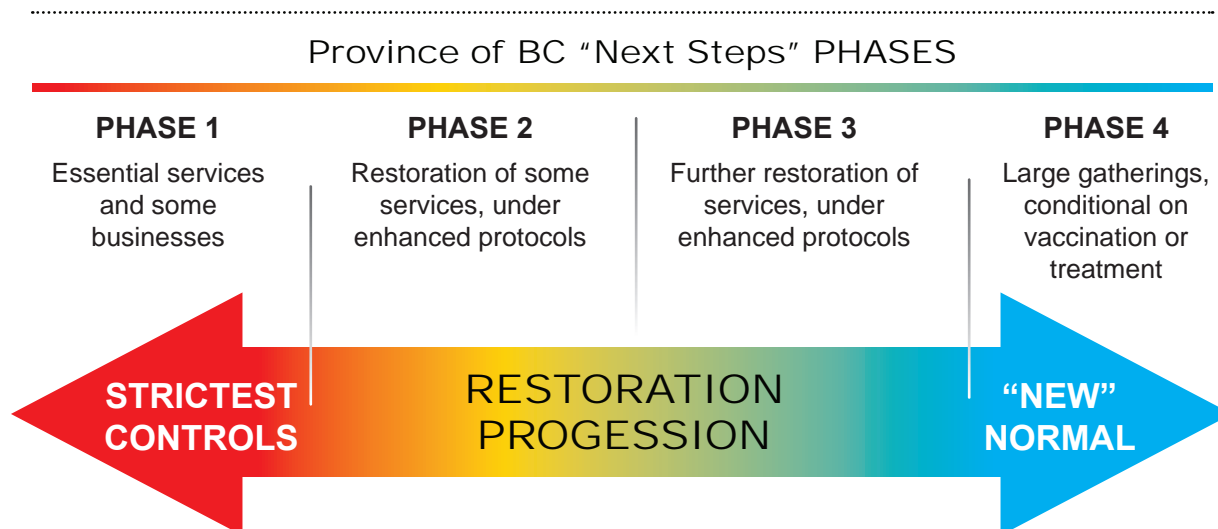 Province of BC “Next Steps” PHASES
PHASE 1
Essential services
and some
businesses
PHASE 2
Restoration of some
services, under
enhanced protocols
PHASE 3
Further restoration of
services, under
enhanced protocols
PHASE 4
Large gatherings,
conditional on
vaccination or
treatment
STRICTEST
CONTROLS
RESTORATION
PROGESSION
“NEW”
NORMAL